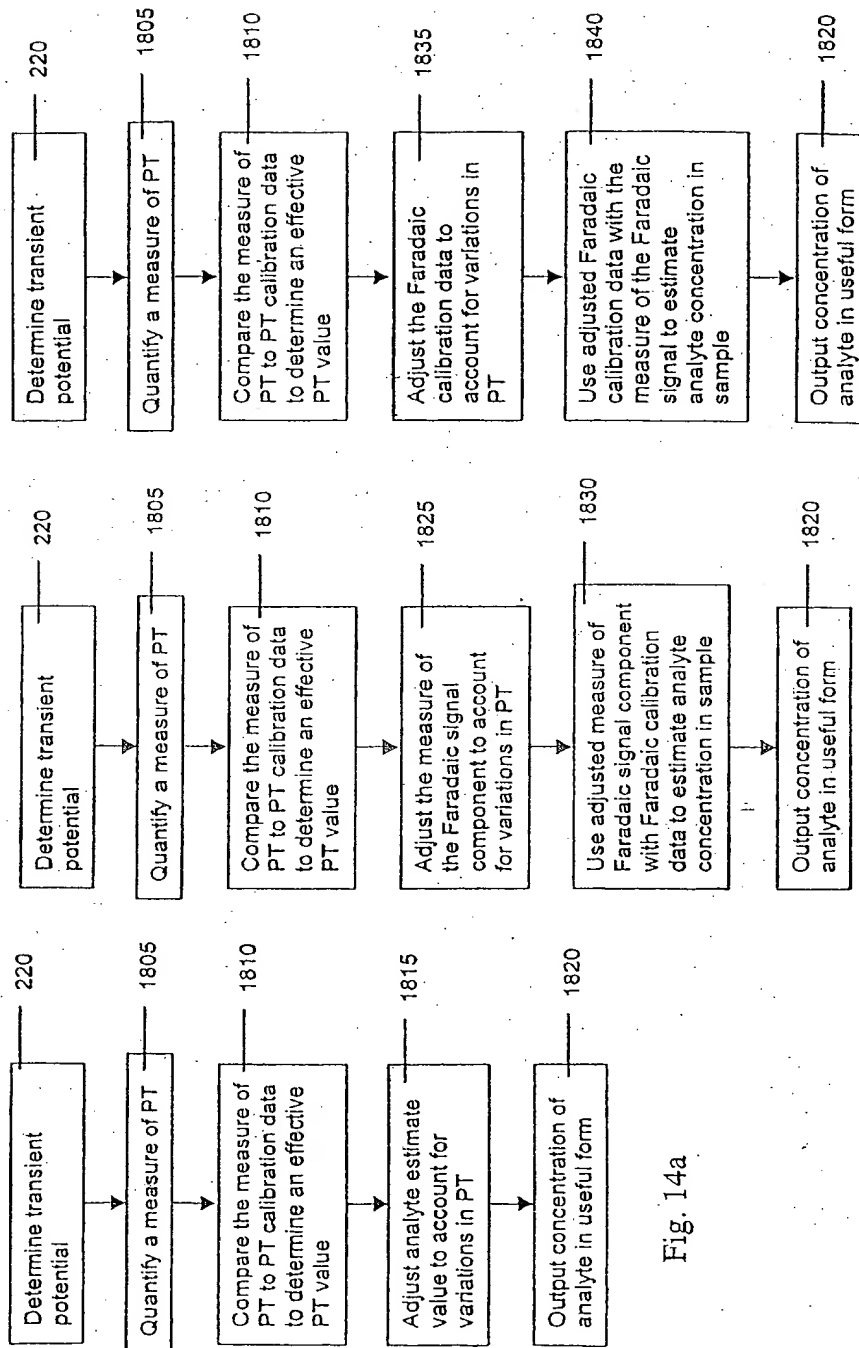 Determine transient
potential
220
Quantify a measure of PT
1805
Compare the measure of
PT to PT calibration data
to determine an effective
PT value
1810
Adjust analyte estimate
value to account for
variations in PT
1815
Output concentration of
analyte in useful form
1820
Fig. 14a
Determine transient
potential
220
Quantify a measure of PT
1805
Compare the measure of
PT to PT calibration data
to determine an effective
PT value
1810
Adjust the measure of
the Faradaic signal
component to account
for variations in PT
1825
Use adjusted measure of
Faradaic signal component
with Faradaic calibration
data to estimate analyte
concentration in sample
1830
Output concentration of
analyte in useful form
1820
Determine transient
potential
220
Quantify a measure of PT
1805
Compare the measure of
PT to PT calibration data
to determine an effective
PT value
1810
Adjust the Faradaic
calibration data to
account for variations in
PT
1835
Use adjusted Faradaic
calibration data with the
measure of the Faradaic
signal to estimate
analyte concentration in
sample
1840
Output concentration of
analyte in useful form
1820